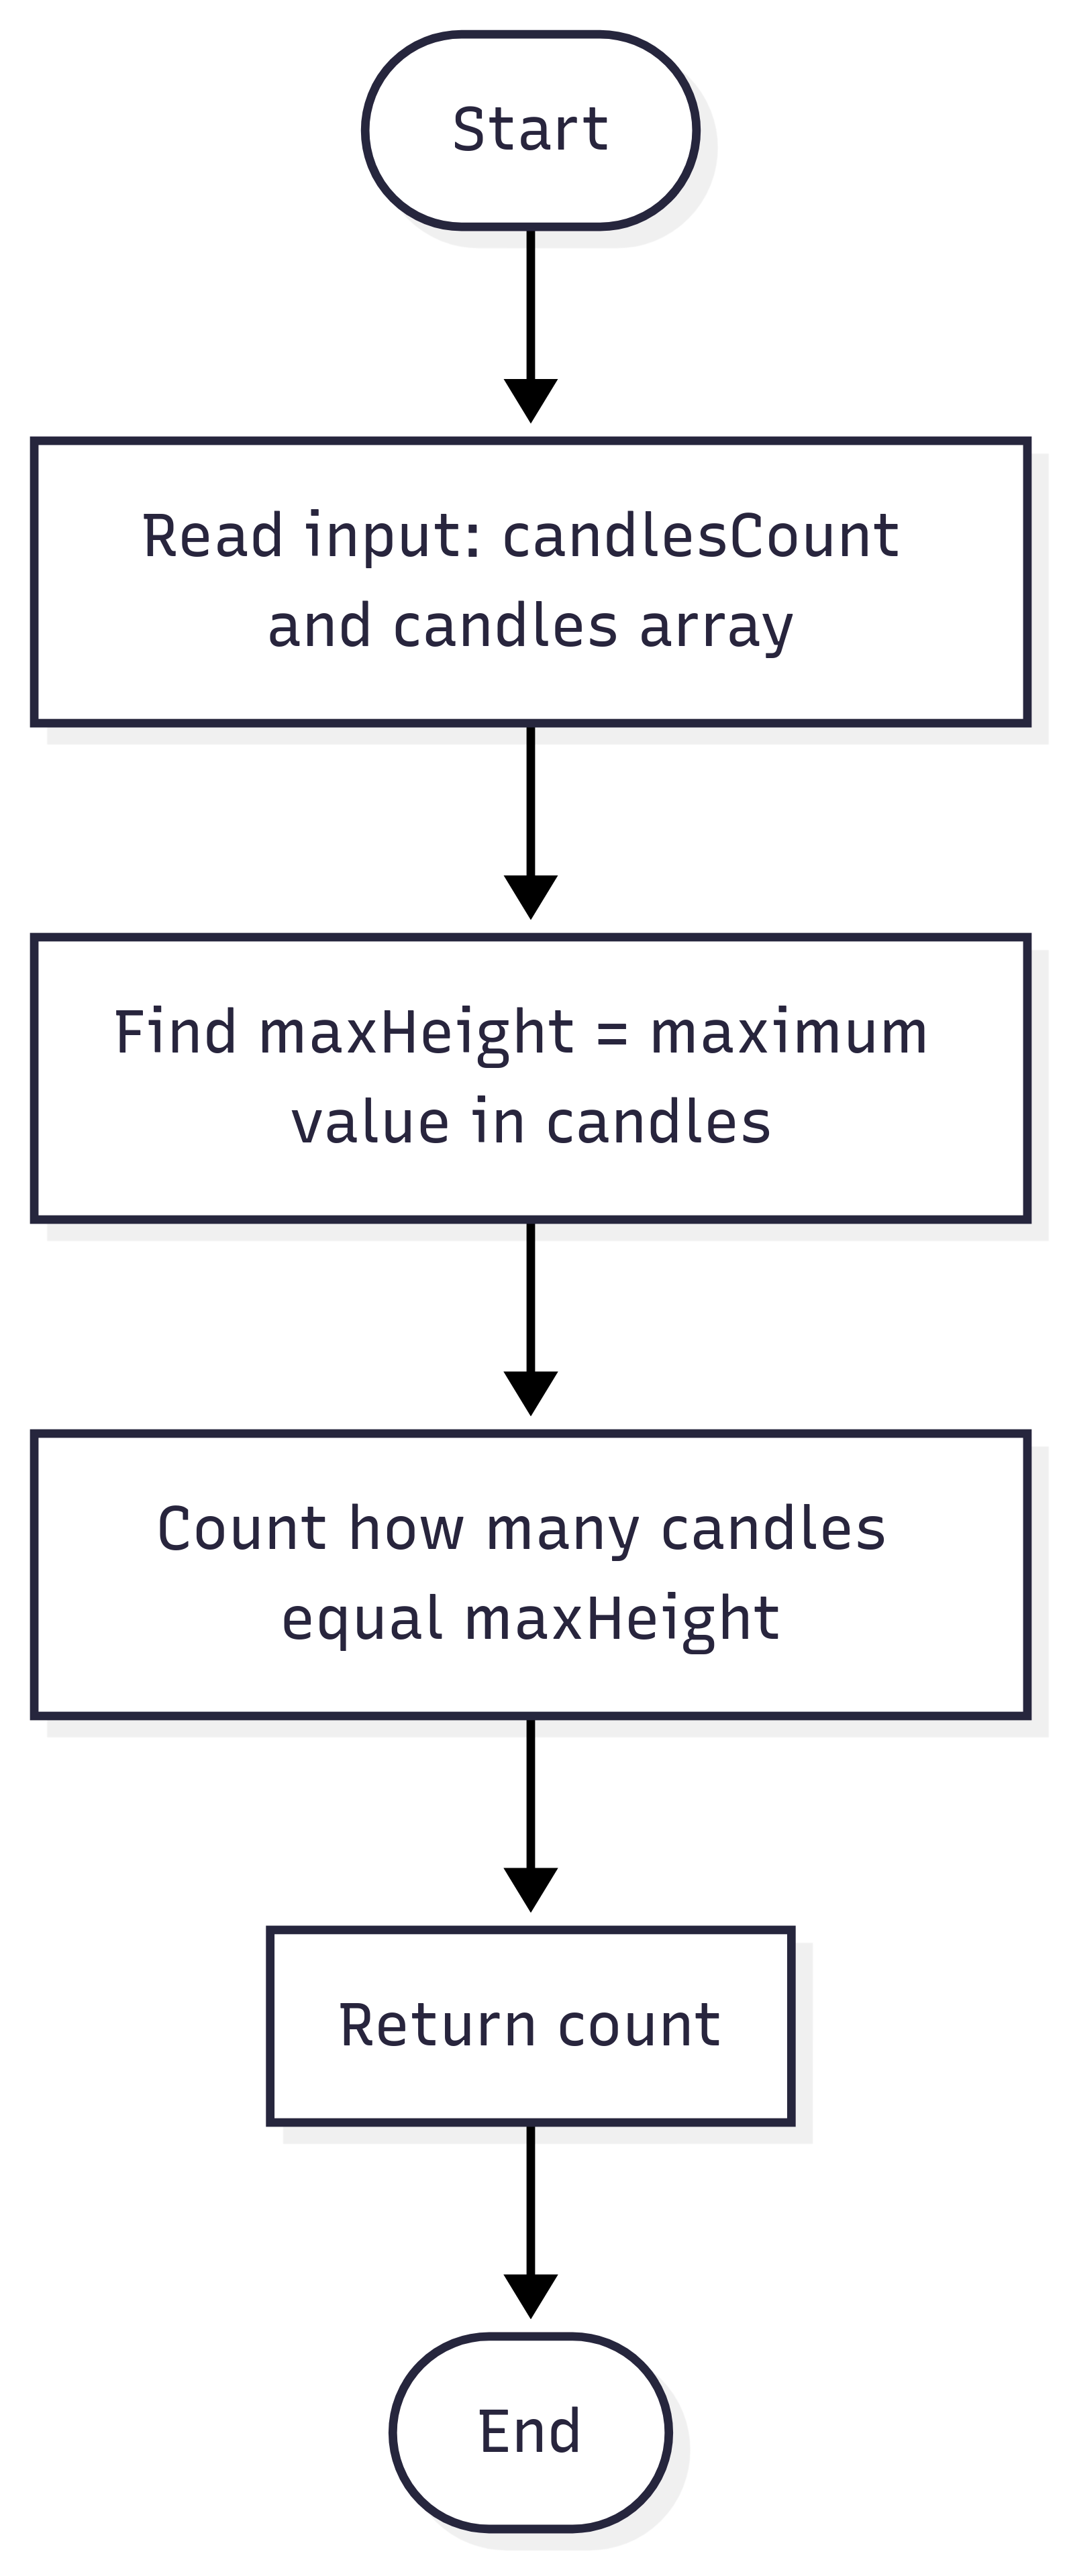 Start
Read input: candlesCount
and candles array
Find maxHeight = maximum
value in candles
Count how many candles
equal maxHeight
Return count
End